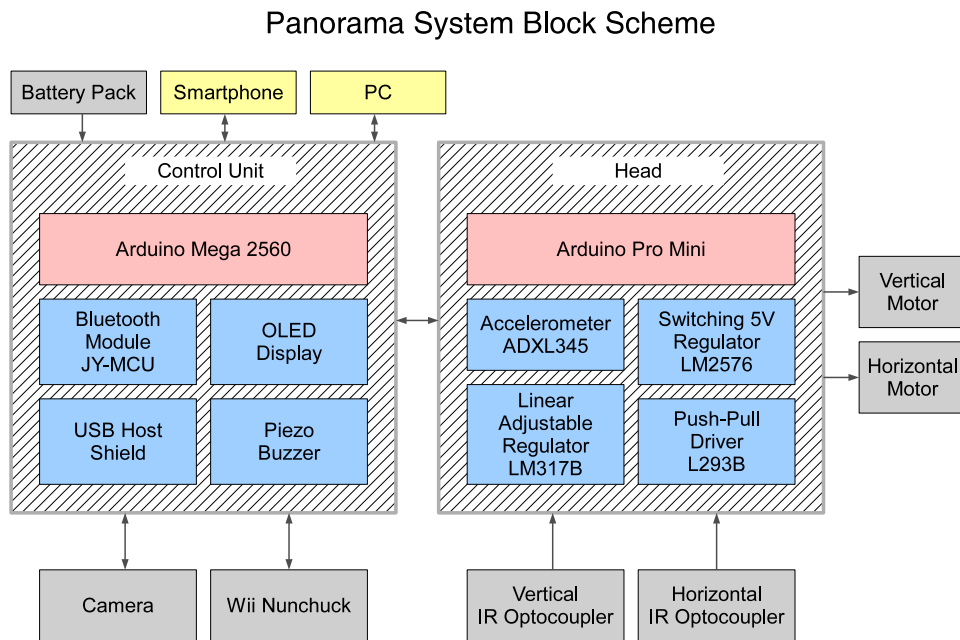 Panorama System Block Scheme
Battery Pack
Smartphone
PC
Control Unit
Head
Arduino Mega 2560
Arduino Pro Mini
Bluetooth
Module
JY-MCU
OLED
Display
Accelerometer
ADXL345
Switching 5V
Regulator
LM2576
Vertical
Motor
Horizontal
Motor
USB Host
Shield
Piezo
Buzzer
Linear
Adjustable
Regulator
LM317B
Push-Pull
Driver
L293B
Camera
Wii Nunchuck
Vertical
IR Optocoupler
Horizontal
IR Optocoupler